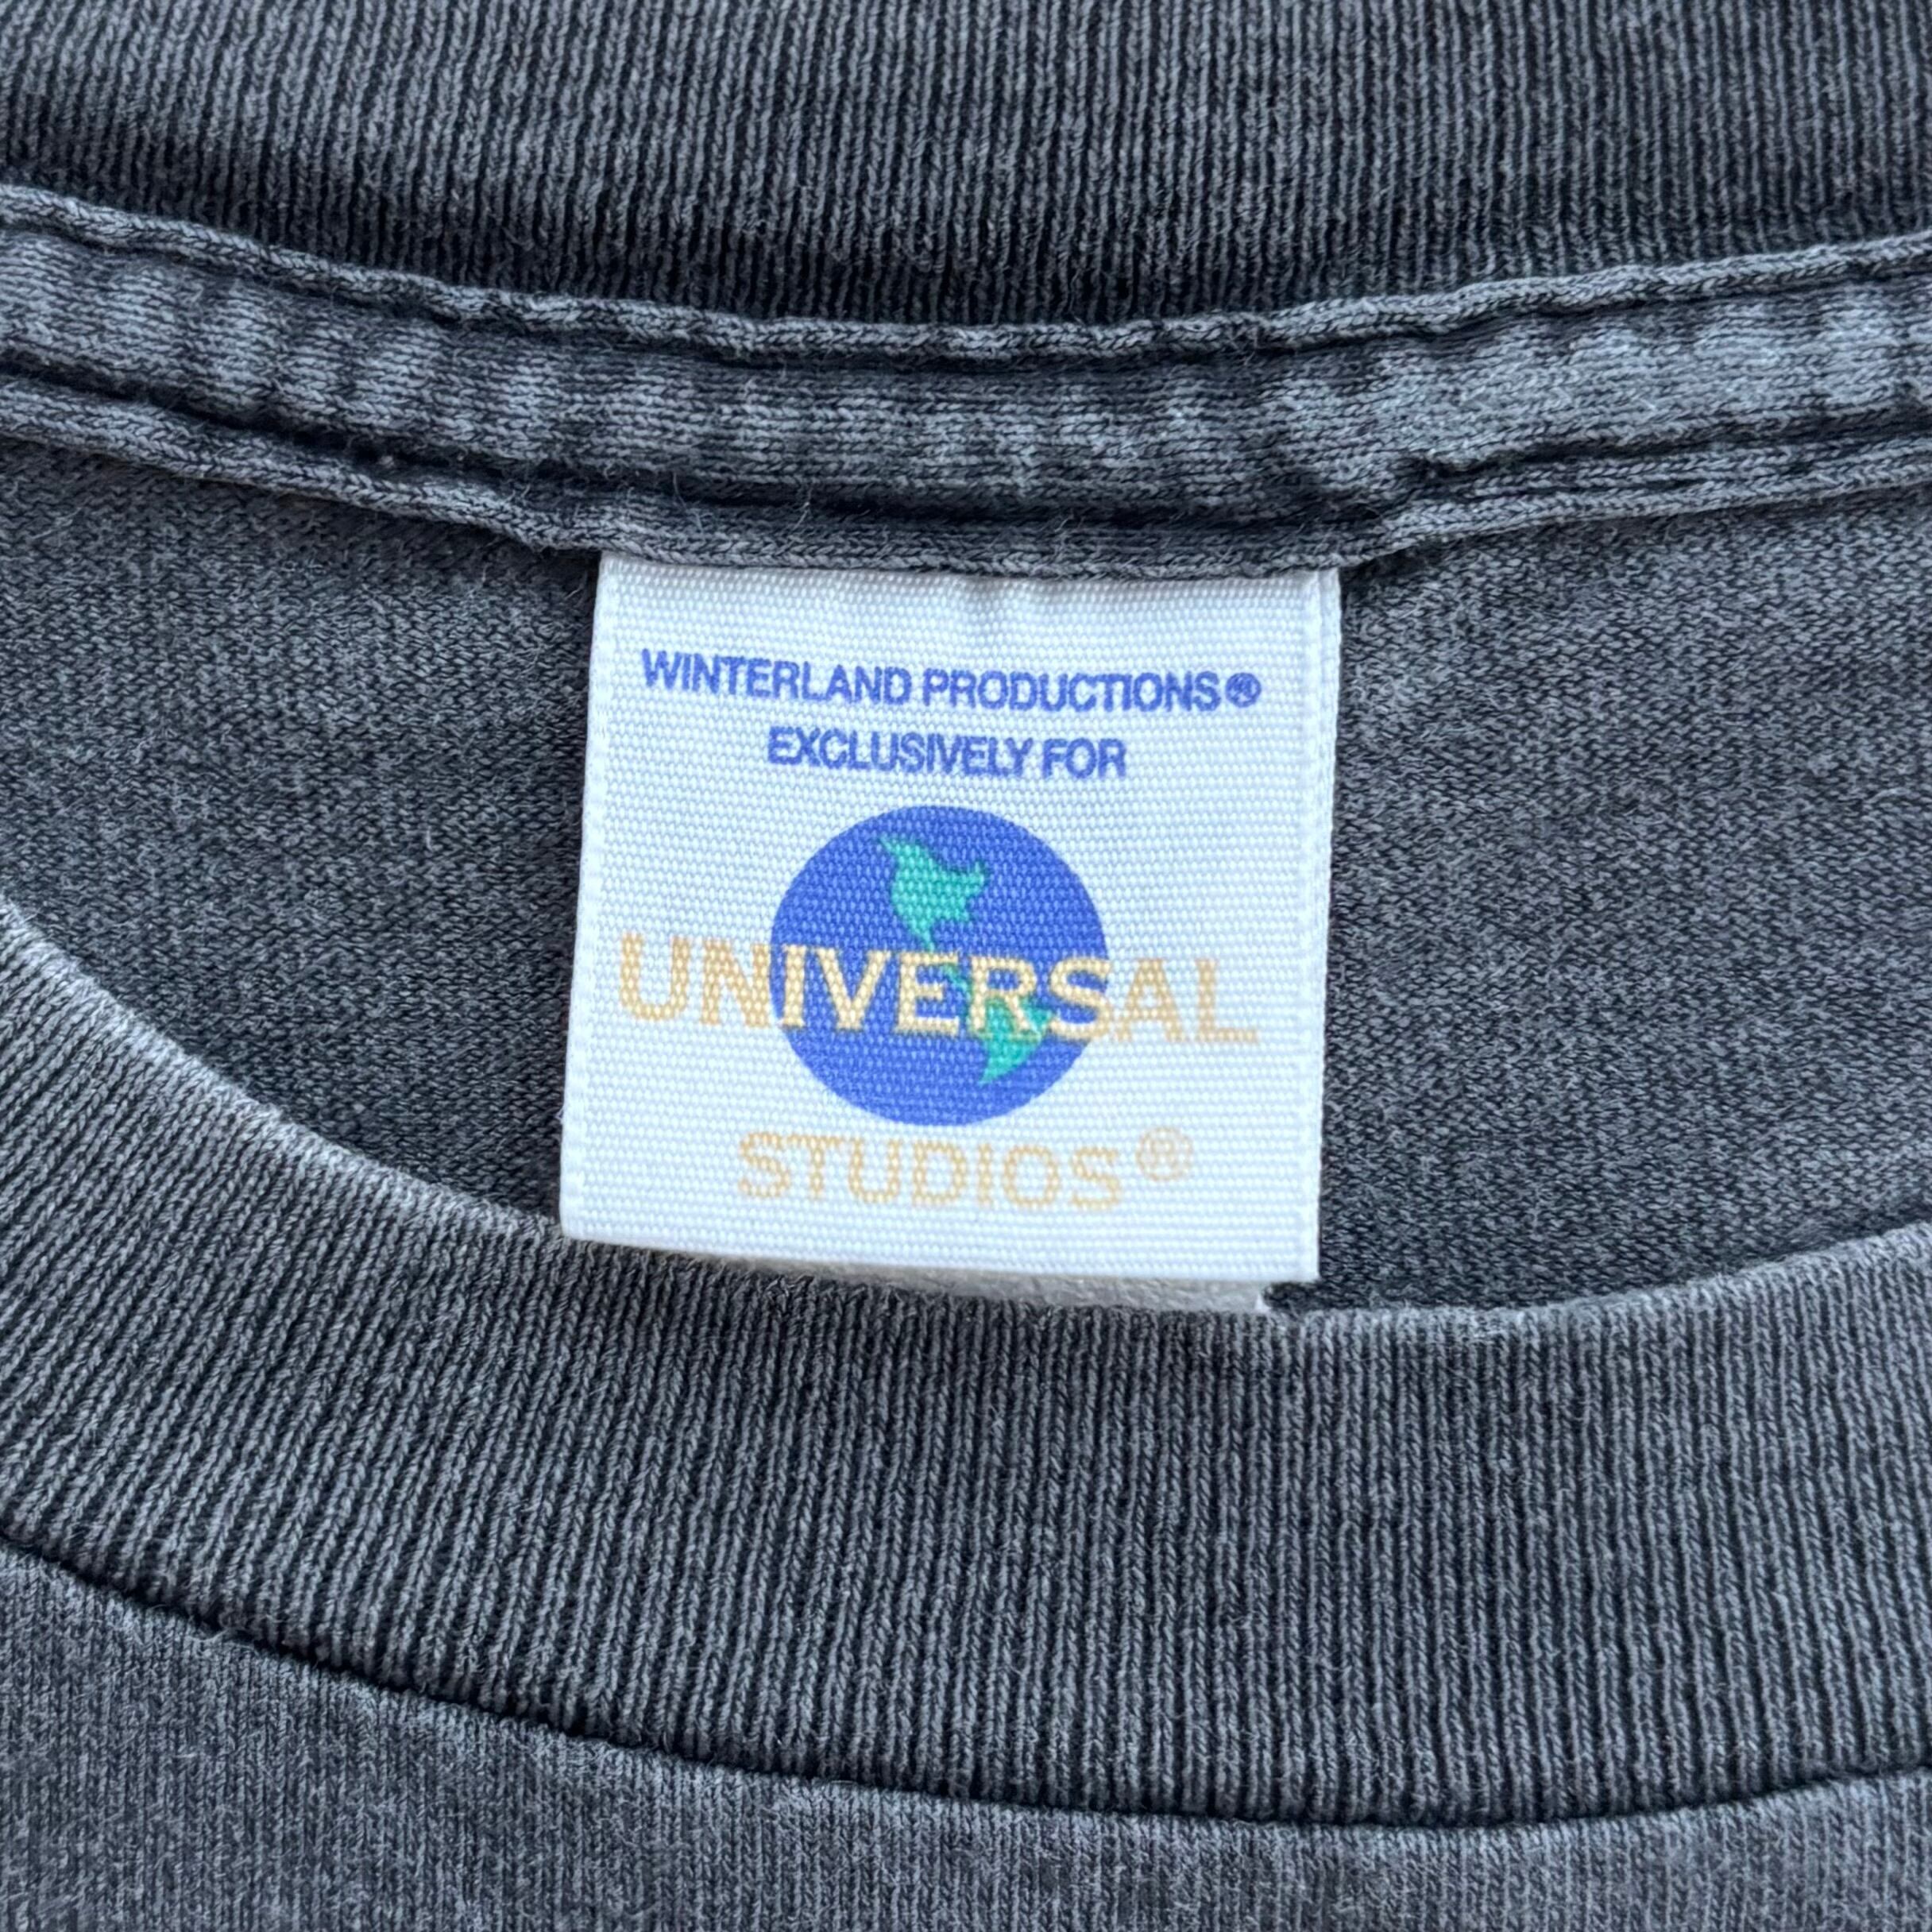 WINTERLAND PRODUCTIONS®
EXCLUSIVELY FOR
UNIVERSAL
STUDIOS®